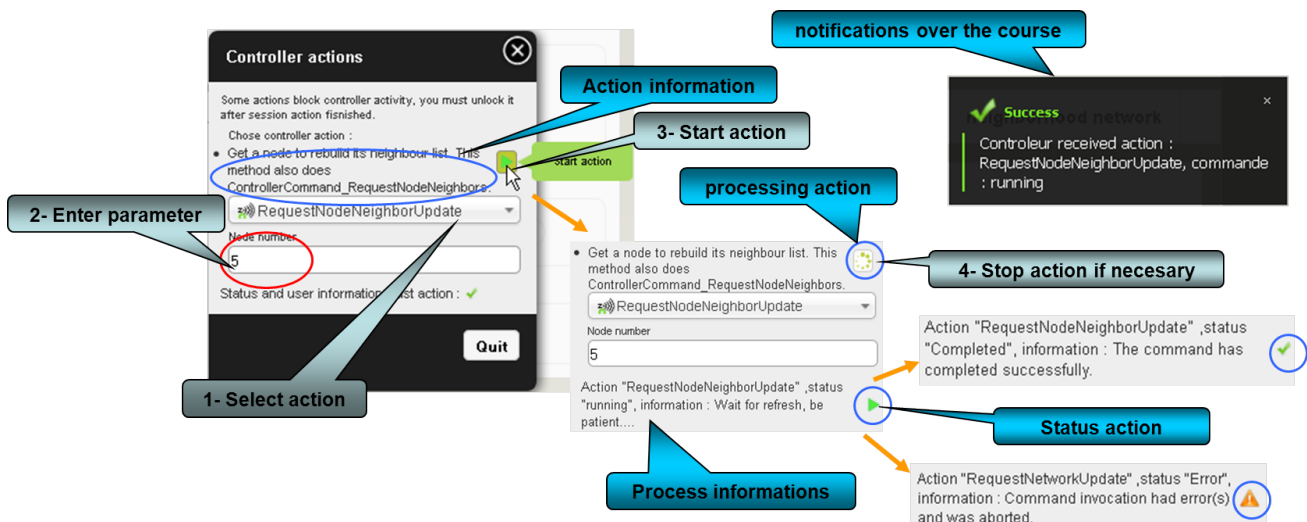 notifications over the course
Controller actions
Action information
Some actions block controller activity, you must unlock it
after session action fisnished.
Chose controller action :
Get a node to rebuild its neighbour list. This
method also does
ControllerCommand_RequestNodeNeighbors.
3- Start action
Start action
2- Enter parameter
RequestNodeNeighborUpdate
Node number
5
Status and user information last action :
Quit
1- Select action
Success
network
Controleur received action :
RequestNodeNeighborUpdate, commande
: running
processing action
Get a node to rebuild its neighbour list. This
method also does
ControllerCommand_RequestNodeNeighbors.
4- Stop action if necesary
RequestNodeNeighborUpdate
Node number
5
Action "RequestNodeNeighborUpdate" ,status
"running", information : Wait for refresh, be
patient....
Action "RequestNodeNeighborUpdate" ,status
"Completed", information : The command has
completed successfully.
Status action
Process informations
Action "RequestNetworkUpdate" ,status "Error",
information : Command invocation had error(s)
and was aborted.